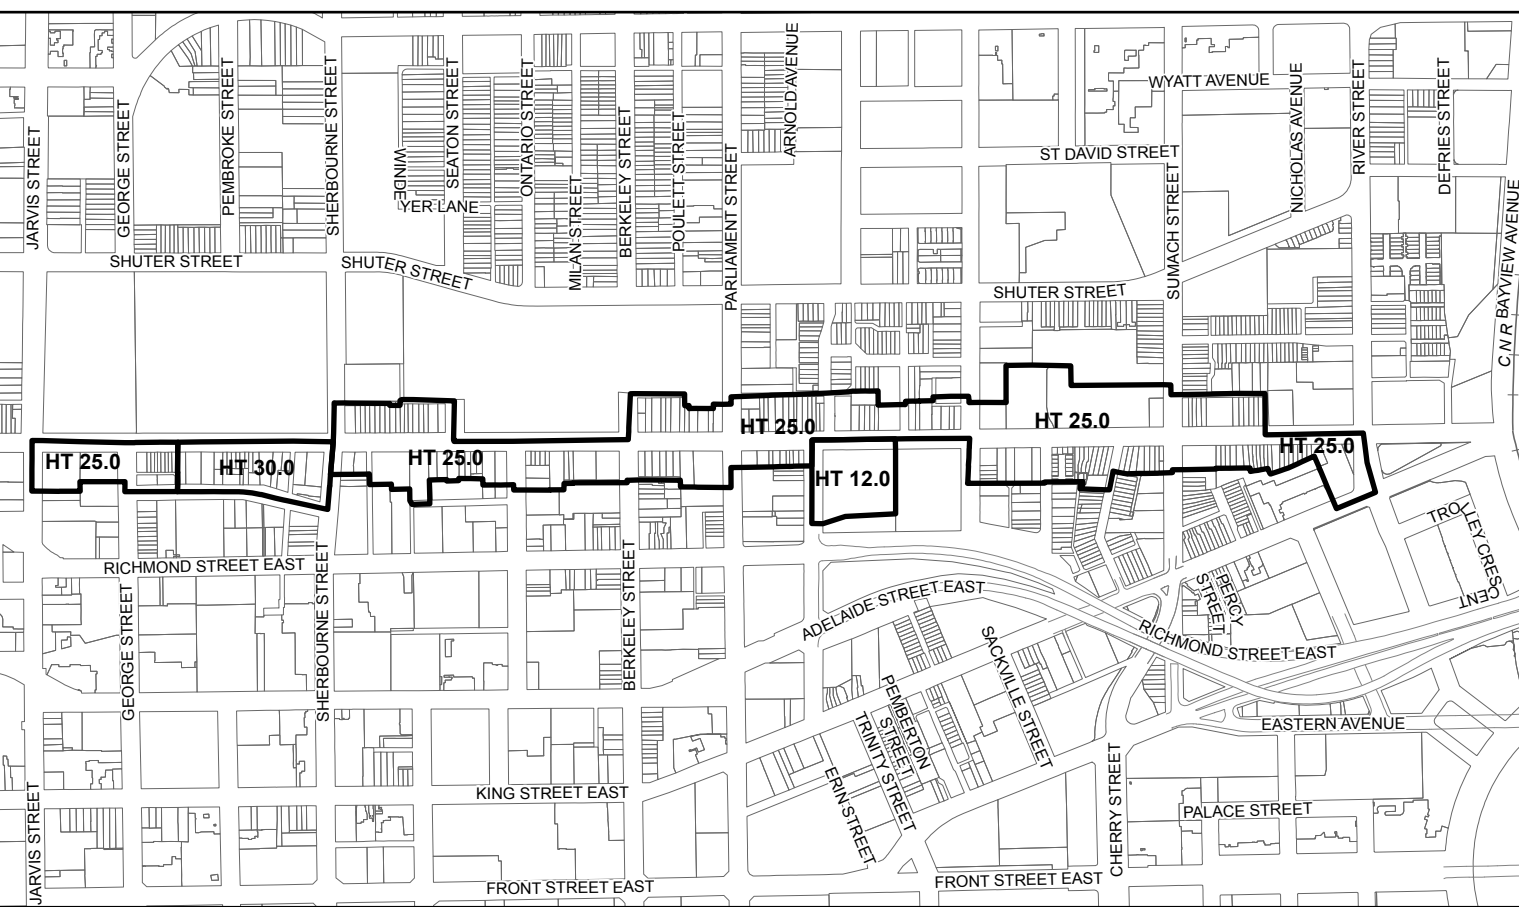 WYATT AVENUE
ARNOLD AVENUE
SHERBOURNE STREET
PEMBROKE STREET
SEATON STREET
ONTARIO STREET
NICHOLAS AVENUE
RIVER STREET
DEFRIES STREET
GEORGE STREET
JARVIS STREET
WINDE
YER LANE
MILAN STREET
BERKELEY STREET
POULETT STREET
PARLIAMENT STREET
ST DAVID STREET
SUMACH STREET
C N R BAYVIEW AVENUE
SHUTER STREET
SHUTER STREET
SHUTER STREET
HT 25.0
HT 30.0
HT 25.0
HT 25.0
HT 12.0
HT 25.0
HT 25.0
TROLLEY CRESCENT
RICHMOND STREET EAST
SHERBOURNE STREET
BERKELEY STREET
GEORGE STREET
ADELAIDE STREET EAST
PERCY
STREET
RICHMOND STREET EAST
SACKVILLE STREET
PEMBERTON
STREET
TRINITY STREET
ERIN STREET
EASTERN AVENUE
CHERRY STREET
KING STREET EAST
PALACE STREET
JARVIS STREET
FRONT STREET EAST
FRONT STREET EAST